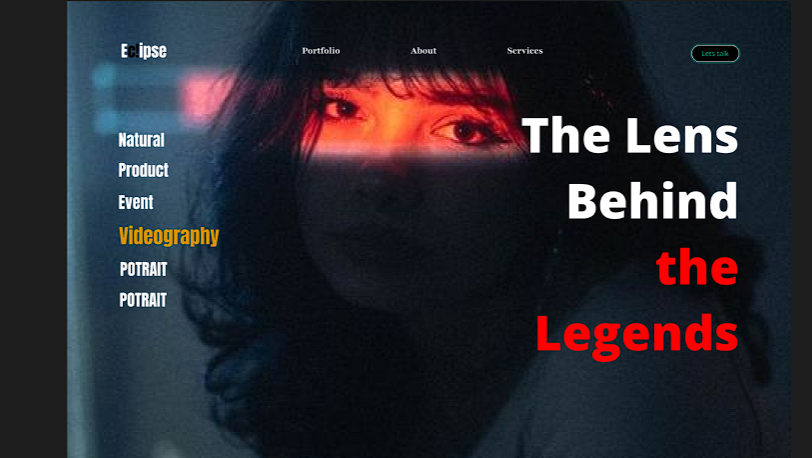 Eclipse
Portfolio
About
Services
Lets talk
Natural
Product
Event
Videography
POTRAIT
POTRAIT
The Lens
Behind
the
Legends